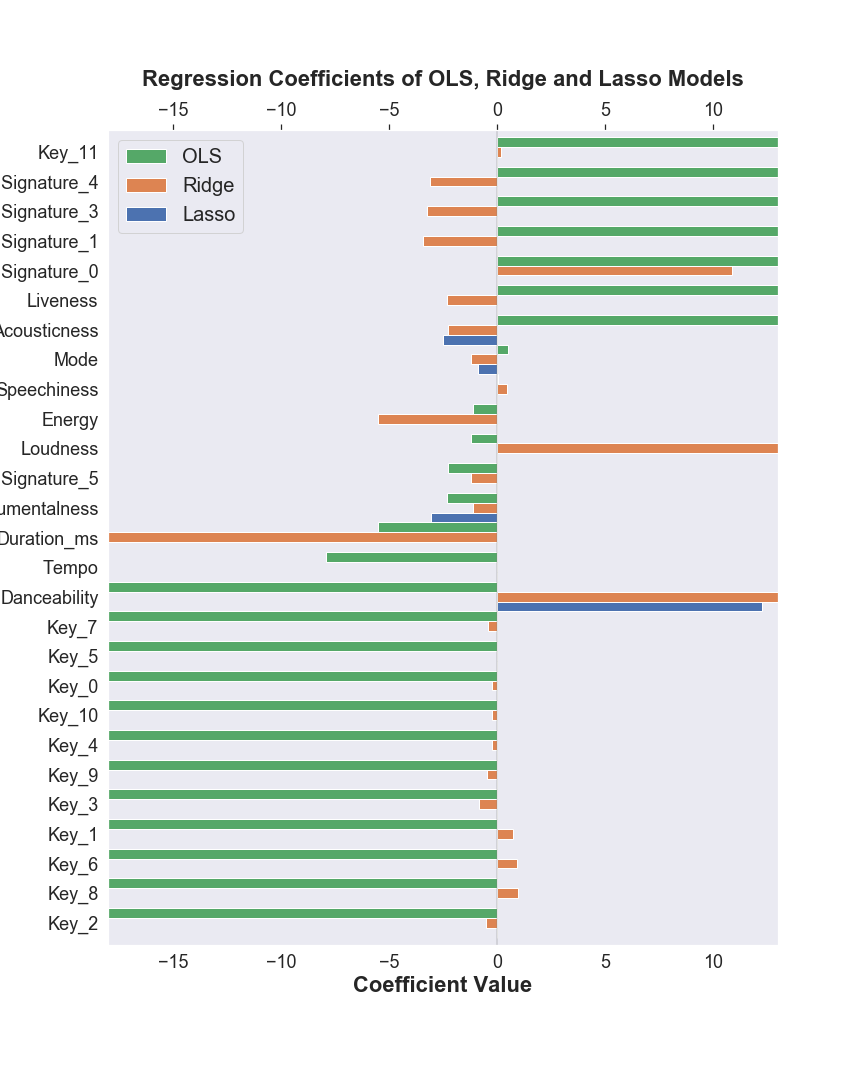 Regression Coefficients of OLS, Ridge and Lasso Models
−15 −10 −5 0 5 10
OLS
Ridge
Lasso
Key_11
Signature_4
Signature_3
Signature_1
Signature_0
Liveness
Acousticness
Mode
Speechiness
Energy
Loudness
Signature_5
umentalness
Duration_ms
Tempo
Danceability
Key_7
Key_5
Key_0
Key_10
Key_4
Key_9
Key_3
Key_1
Key_6
Key_8
Key_2
−15 −10 −5 0 5 10
Coefficient Value